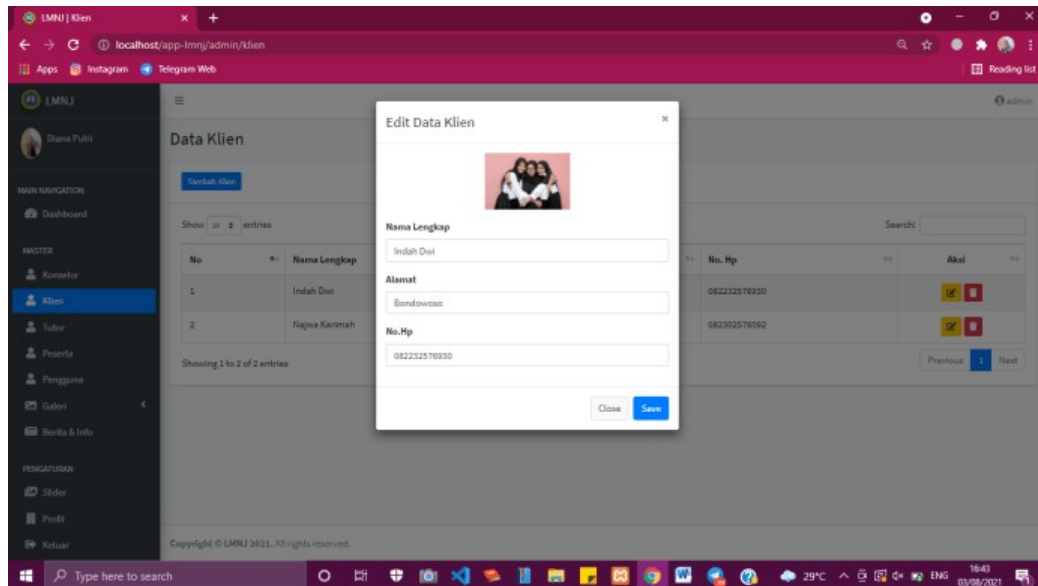 LMNJ | Klien
localhost/app-lmnj/admin/klien
Apps Instagram Telegram Web Reading list
LMNJ
admin
Diana Putri
Data Klien
Edit Data Klien
Tambah Klien
MAIN NAVIGATION
Dashboard
Show entries
Search:
Nama Lengkap
Indah Dwi
Alamat
Bondowoso
No.Hp
082232576930
Close Save
No Nama Lengkap No. Hp Aksi
1 Indah Dwi 082232576930
2 Najwa Karimah 082302576092
Showing 1 to 2 of 2 entries
Previous 1 Next
MASTER
Konselor
Klien
Tutor
Peserta
Pengguna
Galeri
Berita & Info
PENGATURAN
Slider
Profil
Keluar
Copyright © LMNJ 2021. All rights reserved.
Type here to search
29°C ENG 16:43
03/08/2021